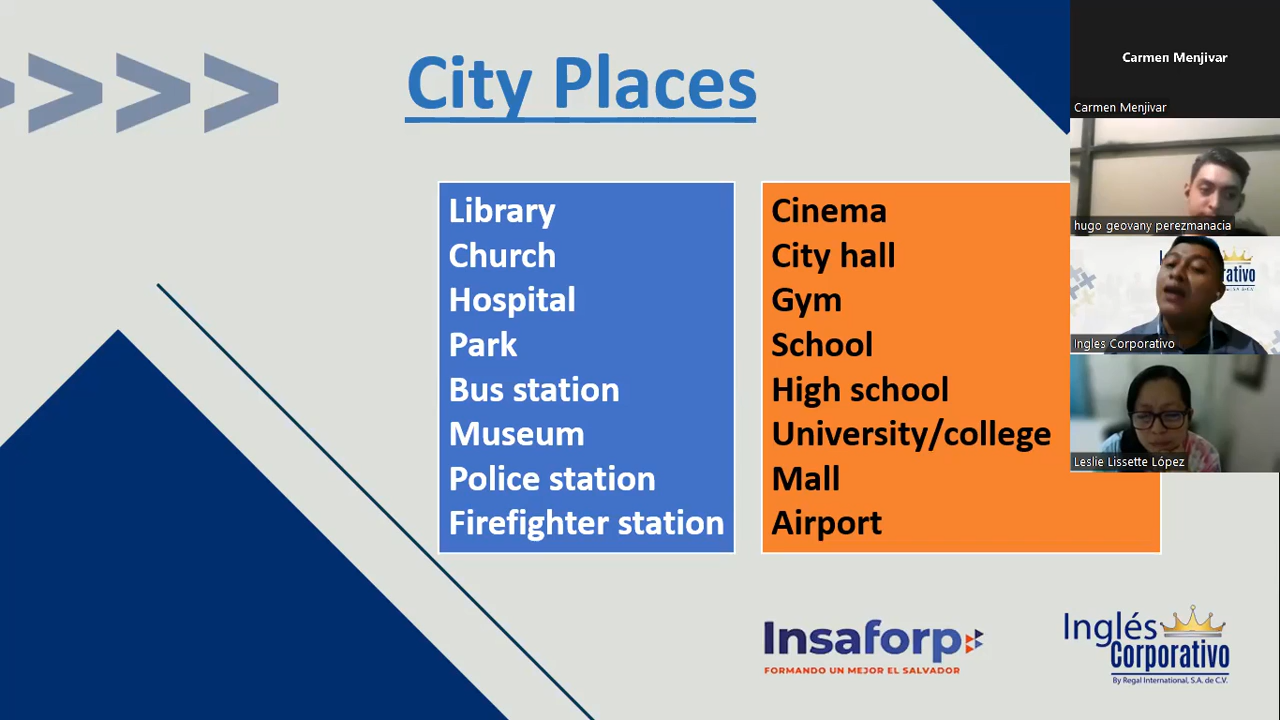 City Places
Library
Church
Hospital
Park
Bus station
Museum
Police station
Firefighter station
Cinema
City hall
Gym
School
High school
University/college
Mall
Airport
Carmen Menjivar
Carmen Menjivar
hugo geovany perezmanacia
Ingles Corporativo
Leslie Lissette López
Insaforp
FORMANDO UN MEJOR EL SALVADOR
Inglés
Corporativo
By Regal International, S.A. de C.V.